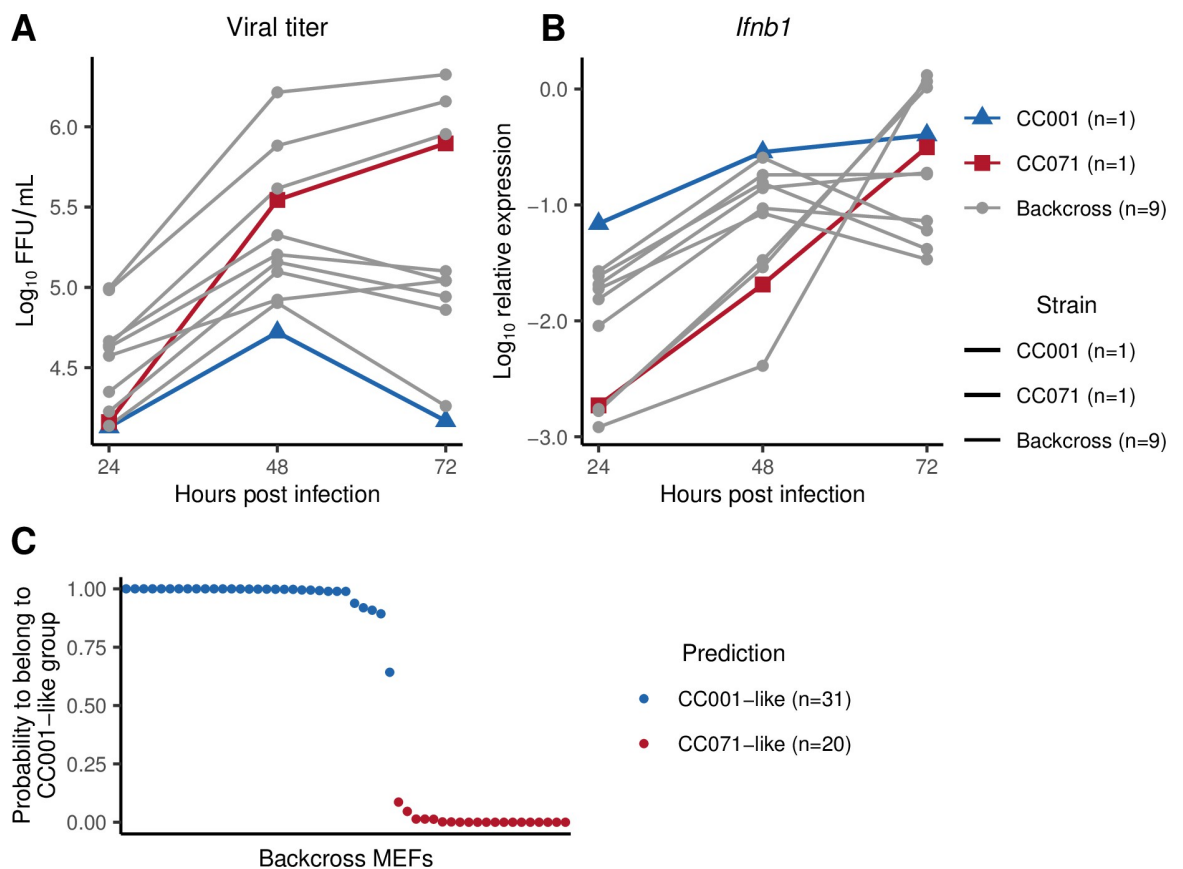 A
Viral titer
Log10 FFU/mL
6.0
5.5
5.0
4.5
24
48
72
Hours post infection
B
Ifnb1
Log10 relative expression
0.0
−1.0
−2.0
−3.0
24
48
72
Hours post infection
CC001 (n=1)
CC071 (n=1)
Backcross (n=9)
Strain
CC001 (n=1)
CC071 (n=1)
Backcross (n=9)
C
Probability to belong to
CC001−like group
1.00
0.75
0.50
0.25
0.00
Backcross MEFs
Prediction
CC001−like (n=31)
CC071−like (n=20)